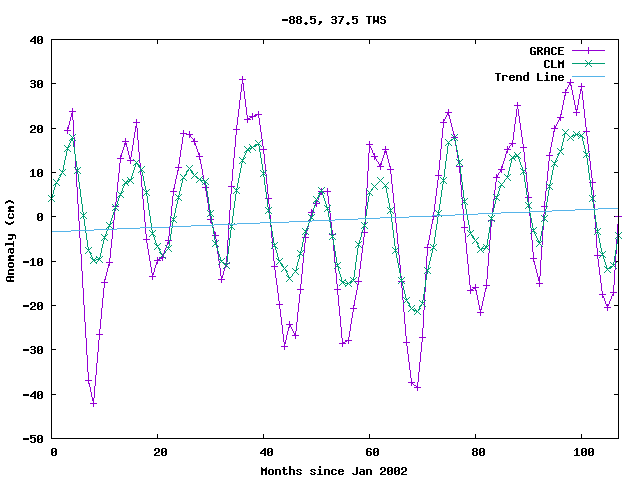 -88.5, 37.5 TWS
GRACE
CLM
Trend Line
40
30
20
10
0
-10
-20
-30
-40
-50
Anomaly (cm)
0 20 40 60 80 100
Months since Jan 2002